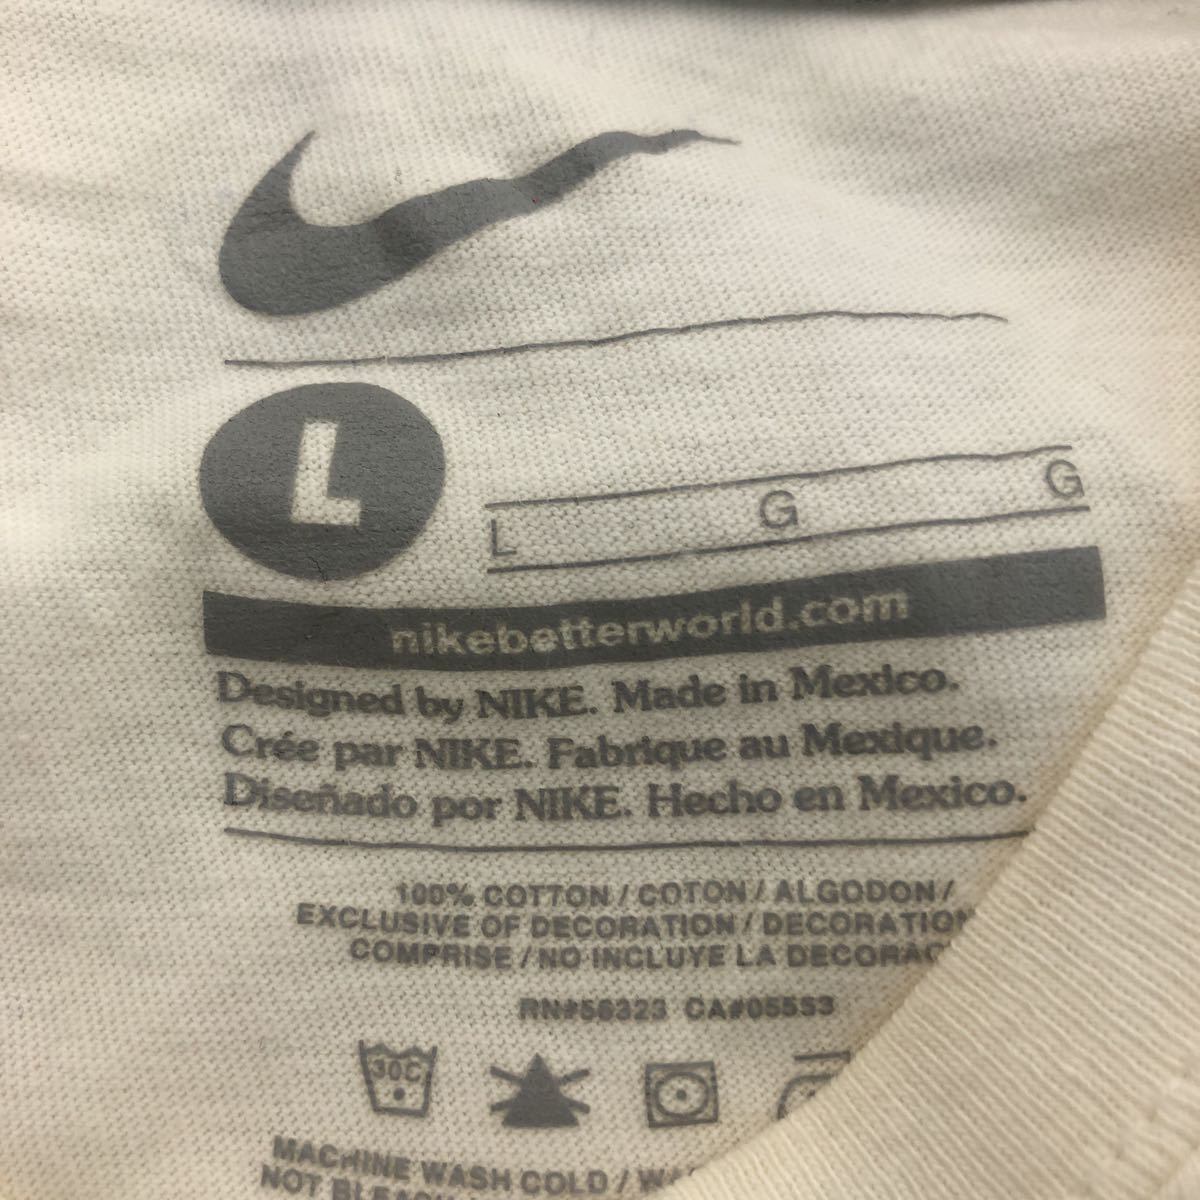 L
L G G
nikebetterworld.com
Designed by NIKE. Made in Mexico.
Crée par NIKE. Fabrique au Mexique.
Diseñado por NIKE. Hecho en Mexico.
100% COTTON / COTON / ALGODON /
EXCLUSIVE OF DECORATION / DECORATION
COMPRISE / NO INCLUYE LA
RN#56323 CA#05553
30C
MACHINE WASH COLD /
NOT